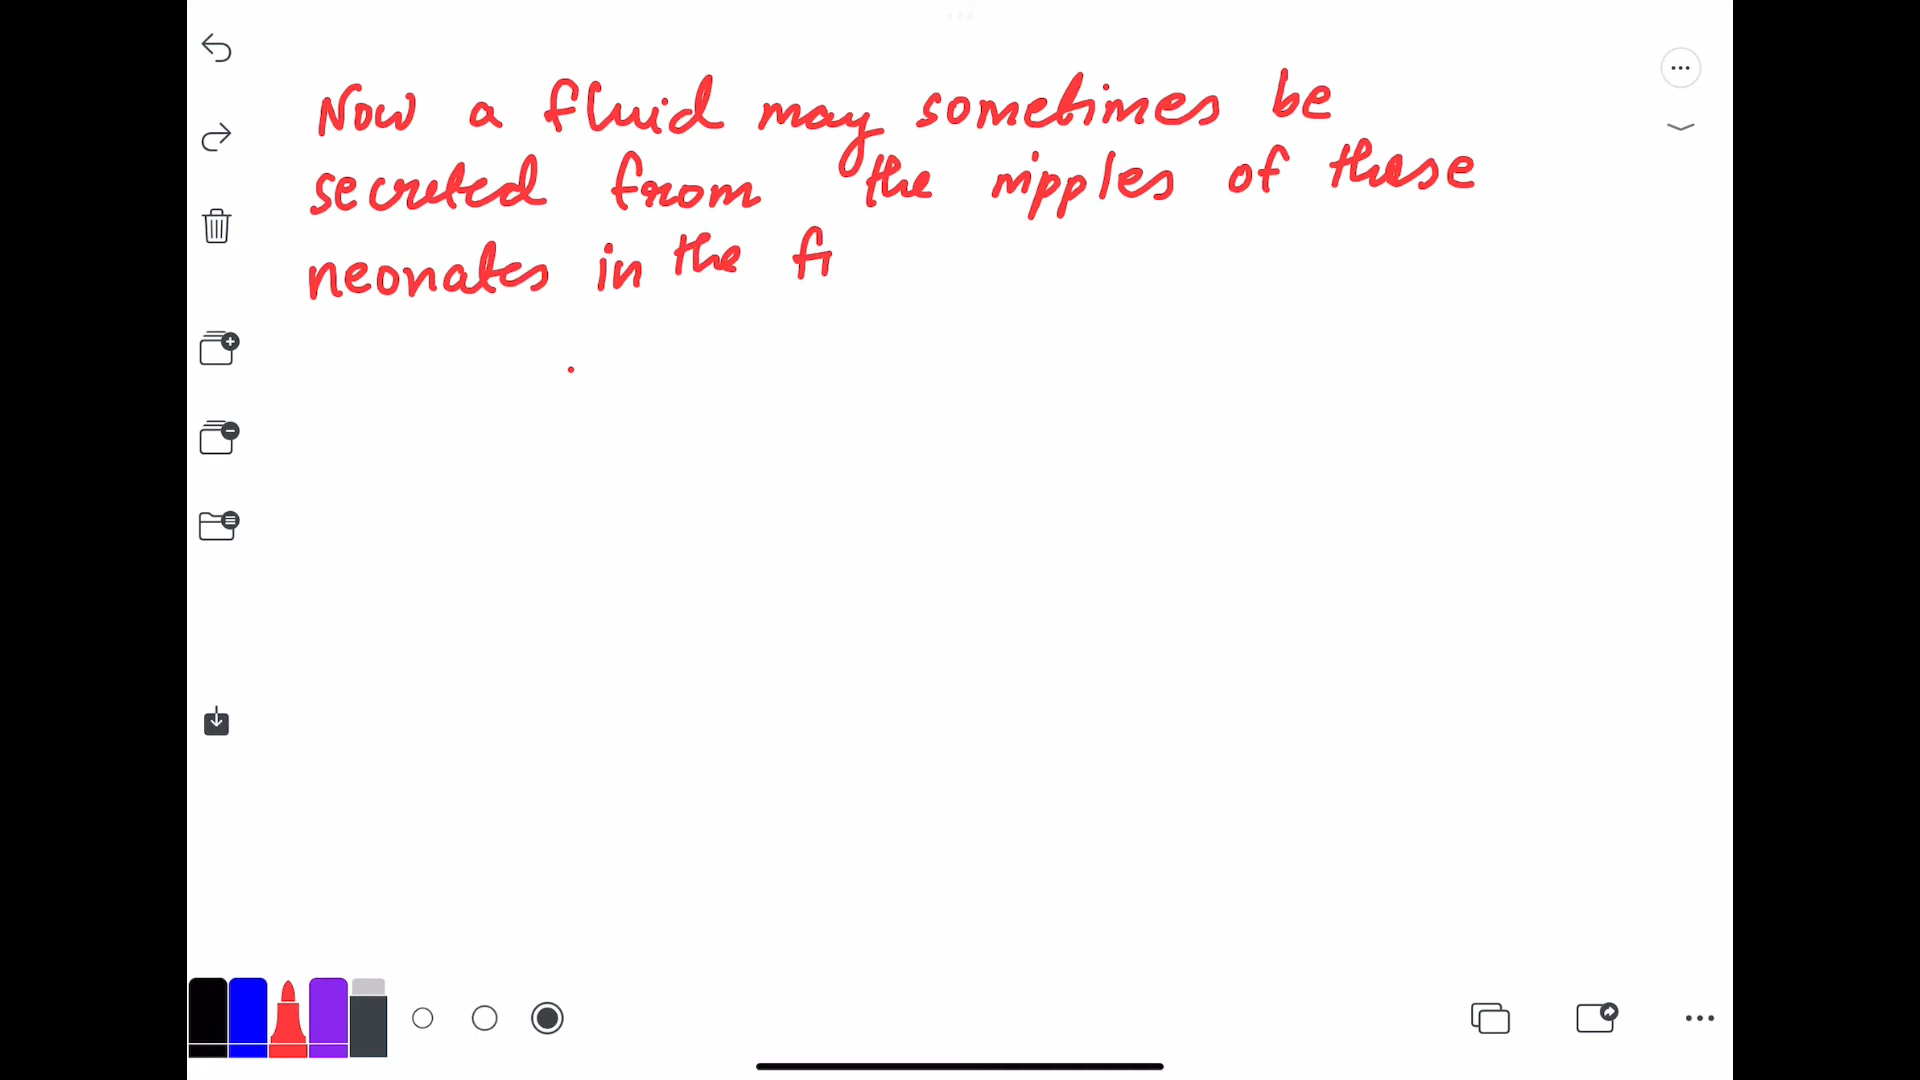 Now a fluid may sometimes be
secreted from the nipples of these
neonates in the fi